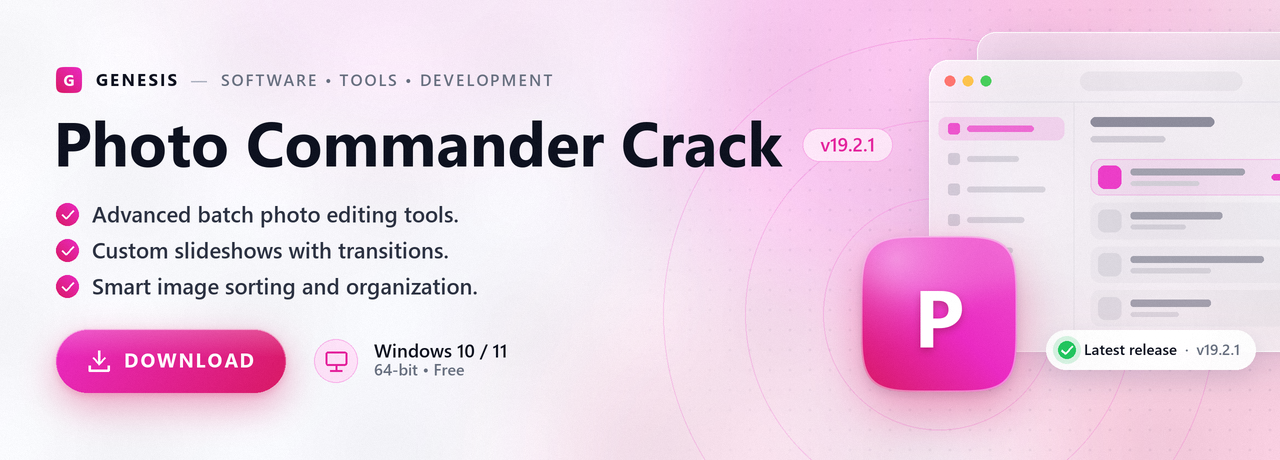 G GENESIS — SOFTWARE • TOOLS • DEVELOPMENT
Photo Commander Crack v19.2.1
Advanced batch photo editing tools.
Custom slideshows with transitions.
Smart image sorting and organization.
DOWNLOAD
Windows 10 / 11
64-bit • Free
P
Latest release · v19.2.1